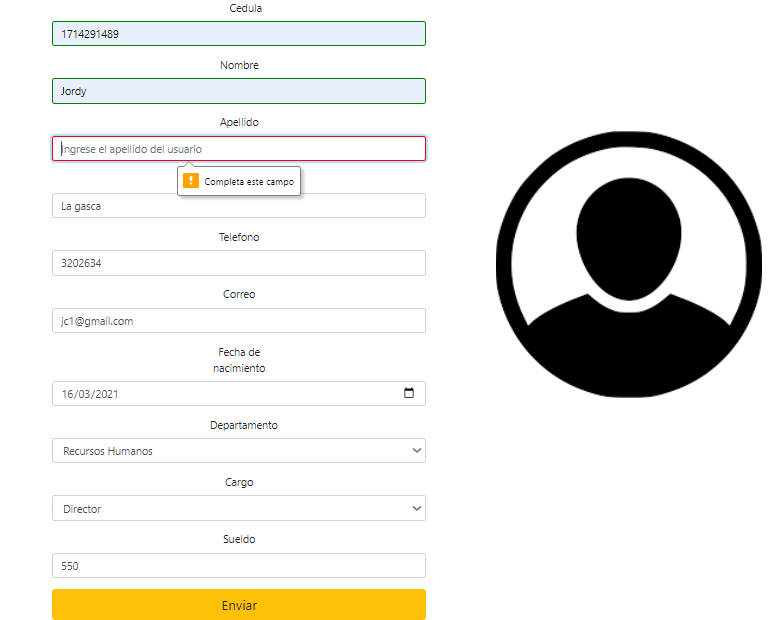 Cedula
1714291489
Nombre
Jordy
Apellido
Ingrese el apellido del usuario
Completa este campo
La gasca
Telefono
3202634
Correo
jc1@gmail.com
Fecha de
nacimiento
16/03/2021
Departamento
Recursos Humanos
Cargo
Director
Sueldo
550
Enviar